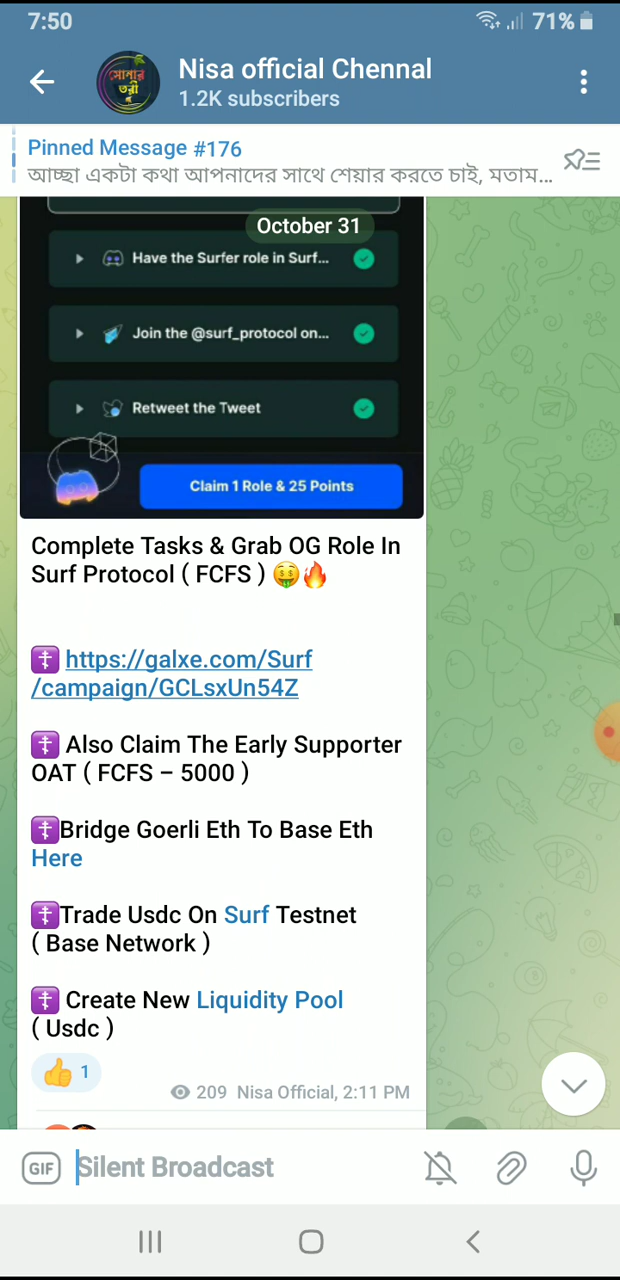 7:50
71%
সোনার
তরী
Nisa official Chennal
1.2K subscribers
Pinned Message #176
আচ্ছা একটা কথা আপনাদের সাথে শেয়ার করতে চাই, মতাম...
October 31
Have the Surfer role in Surf...
Join the @surf_protocol on...
Retweet the Tweet
Claim 1 Role & 25 Points
Complete Tasks & Grab OG Role In
Surf Protocol ( FCFS ) 🤑🔥
☦️ https://galxe.com/Surf
/campaign/GCLsxUn54Z
☦️ Also Claim The Early Supporter
OAT ( FCFS – 5000 )
☦️Bridge Goerli Eth To Base Eth
Here
☦️Trade Usdc On Surf Testnet
( Base Network )
☦️ Create New Liquidity Pool
( Usdc )
👍 1
209 Nisa Official, 2:11 PM
GIF
Silent Broadcast